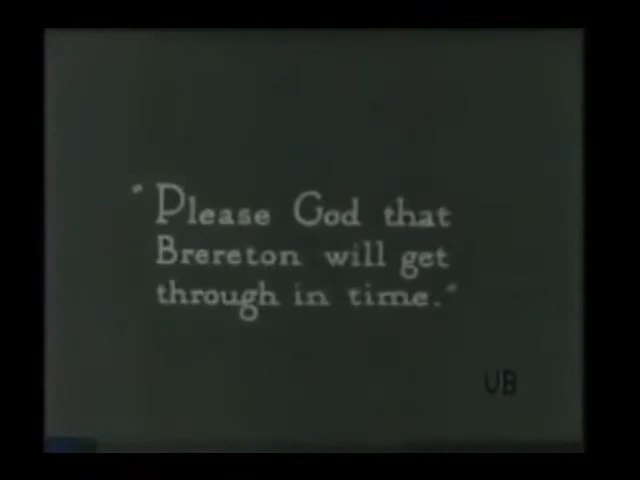 "Please God that
Brereton will get
through in time."
UB